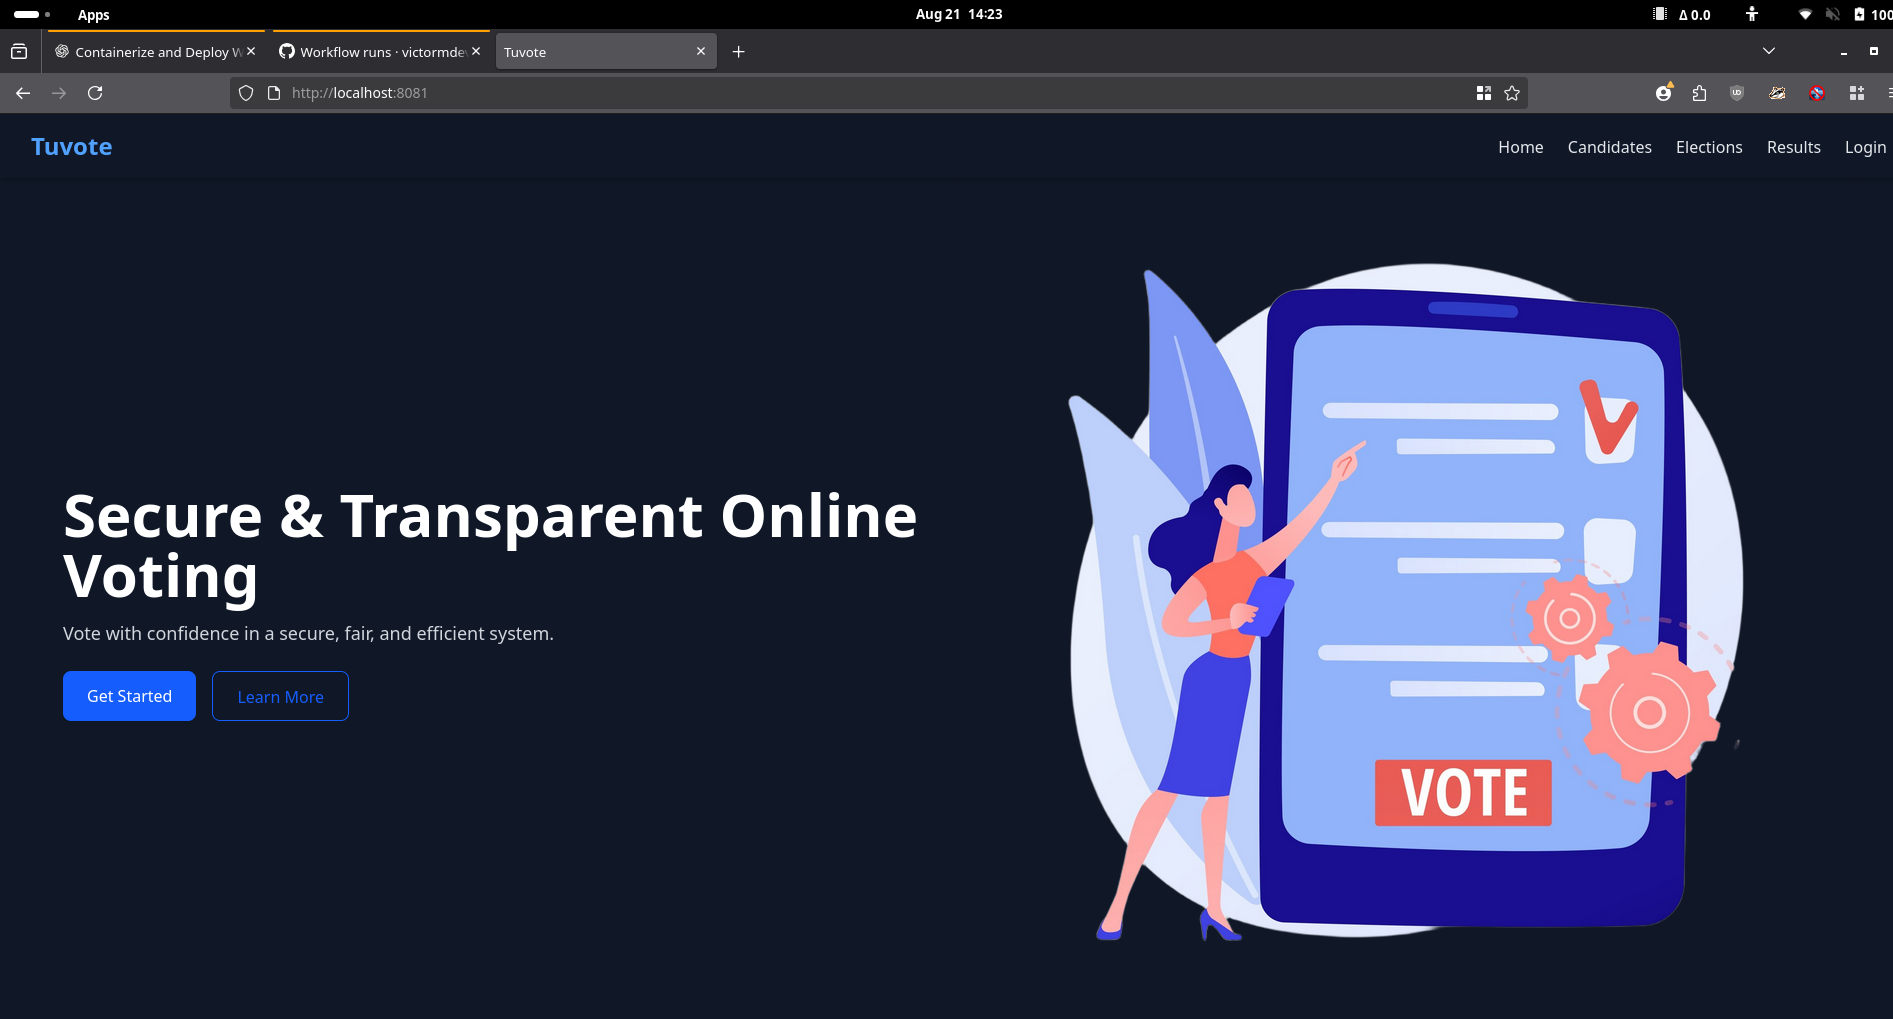 Apps
Aug 21 14:23
Δ 0.0
100
Containerize and Deploy W
Workflow runs · victormde
Tuvote
http://localhost:8081
Tuvote
Home
Candidates
Elections
Results
Login
Secure & Transparent Online
Voting
Vote with confidence in a secure, fair, and efficient system.
Get Started
Learn More
VOTE